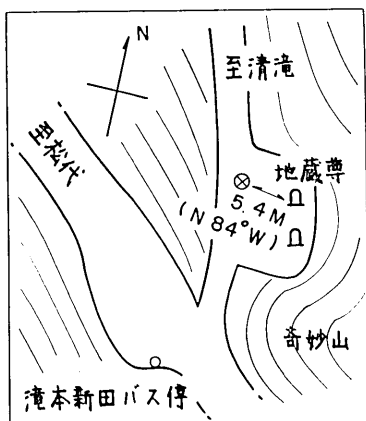 N
至清滝
至松代
地蔵尊
5.4M
(N84°W)
奇妙山
滝本新田バス停